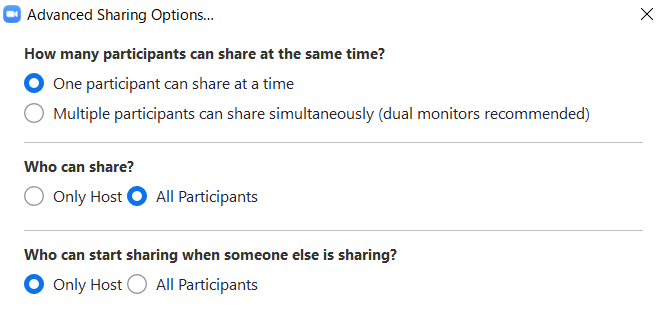 Advanced Sharing Options...
How many participants can share at the same time?
One participant can share at a time
Multiple participants can share simultaneously (dual monitors recommended)
Who can share?
Only Host All Participants
Who can start sharing when someone else is sharing?
Only Host All Participants